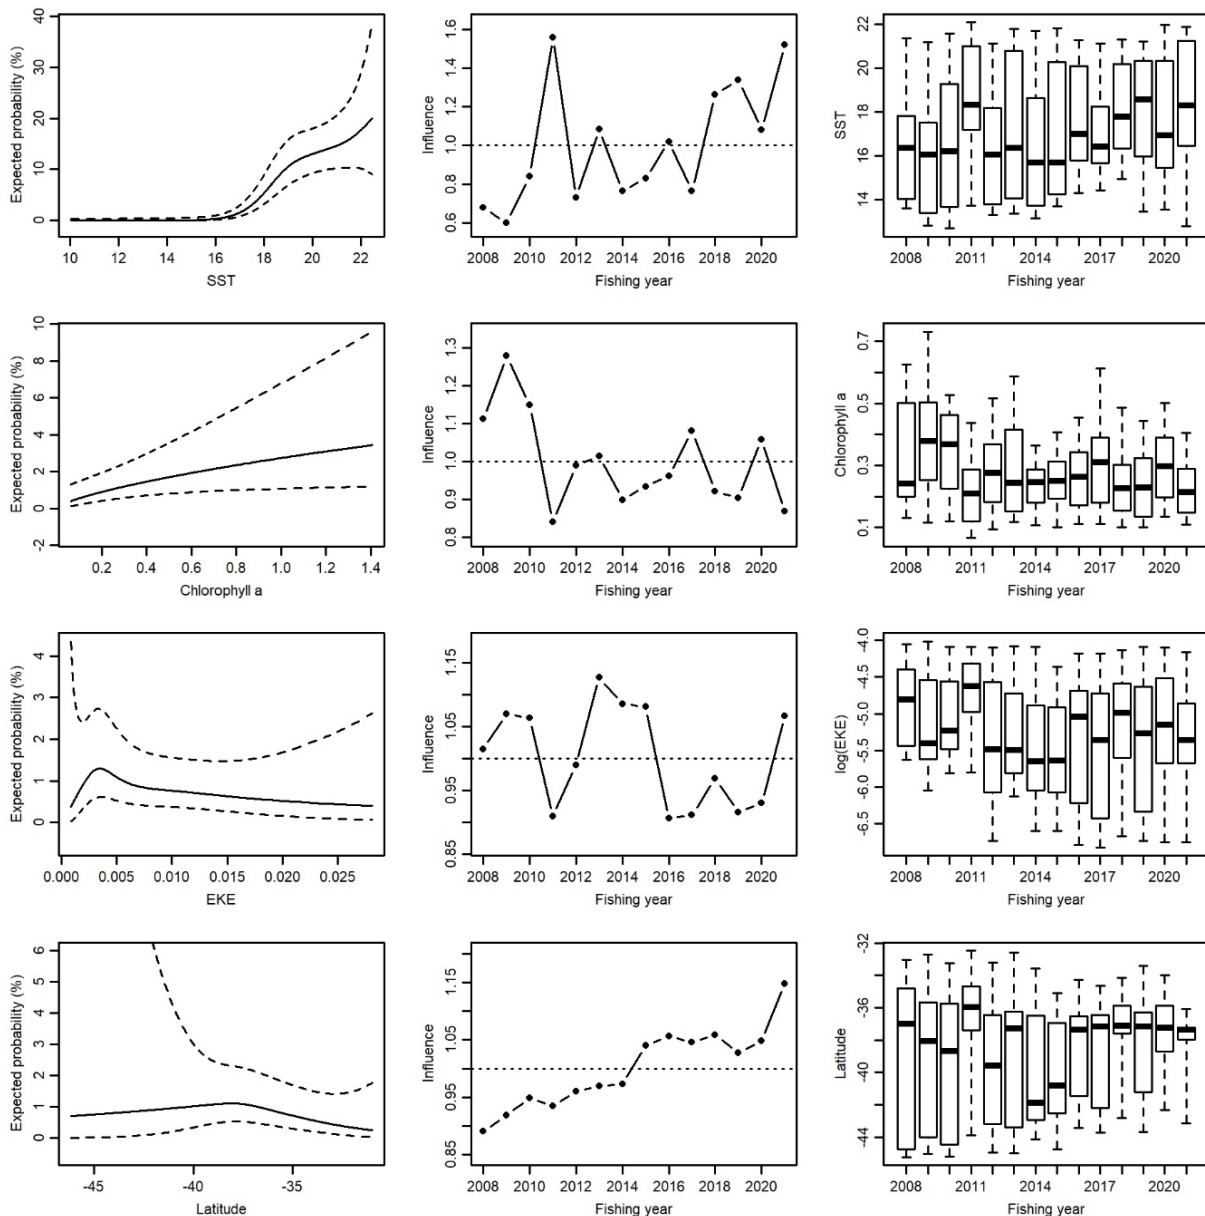 Expected probability (%)
0 10 20 30 40
10 12 14 16 18 20 22
SST
Influence
0.6 0.8 1.0 1.2 1.4 1.6
2008 2010 2012 2014 2016 2018 2020
Fishing year
SST
14 16 18 20 22
2008 2011 2014 2017 2020
Fishing year
Expected probability (%)
-2 0 2 4 6 8 10
0.2 0.4 0.6 0.8 1.0 1.2 1.4
Chlorophyll a
Influence
0.8 0.9 1.0 1.1 1.2 1.3
2008 2010 2012 2014 2016 2018 2020
Fishing year
Chlorophyll a
0.1 0.3 0.5 0.7
2008 2011 2014 2017 2020
Fishing year
Expected probability (%)
0 1 2 3 4
0.000 0.005 0.010 0.015 0.020 0.025
EKE
Influence
0.85 0.95 1.05 1.15
2008 2010 2012 2014 2016 2018 2020
Fishing year
log(EKE)
-6.5 -6.0 -5.5 -5.0 -4.5 -4.0
2008 2011 2014 2017 2020
Fishing year
Expected probability (%)
0 1 2 3 4 5 6
-45 -40 -35
Latitude
Influence
0.85 0.95 1.05 1.15
2008 2010 2012 2014 2016 2018 2020
Fishing year
Latitude
-44 -40 -36 -32
2008 2011 2014 2017 2020
Fishing year